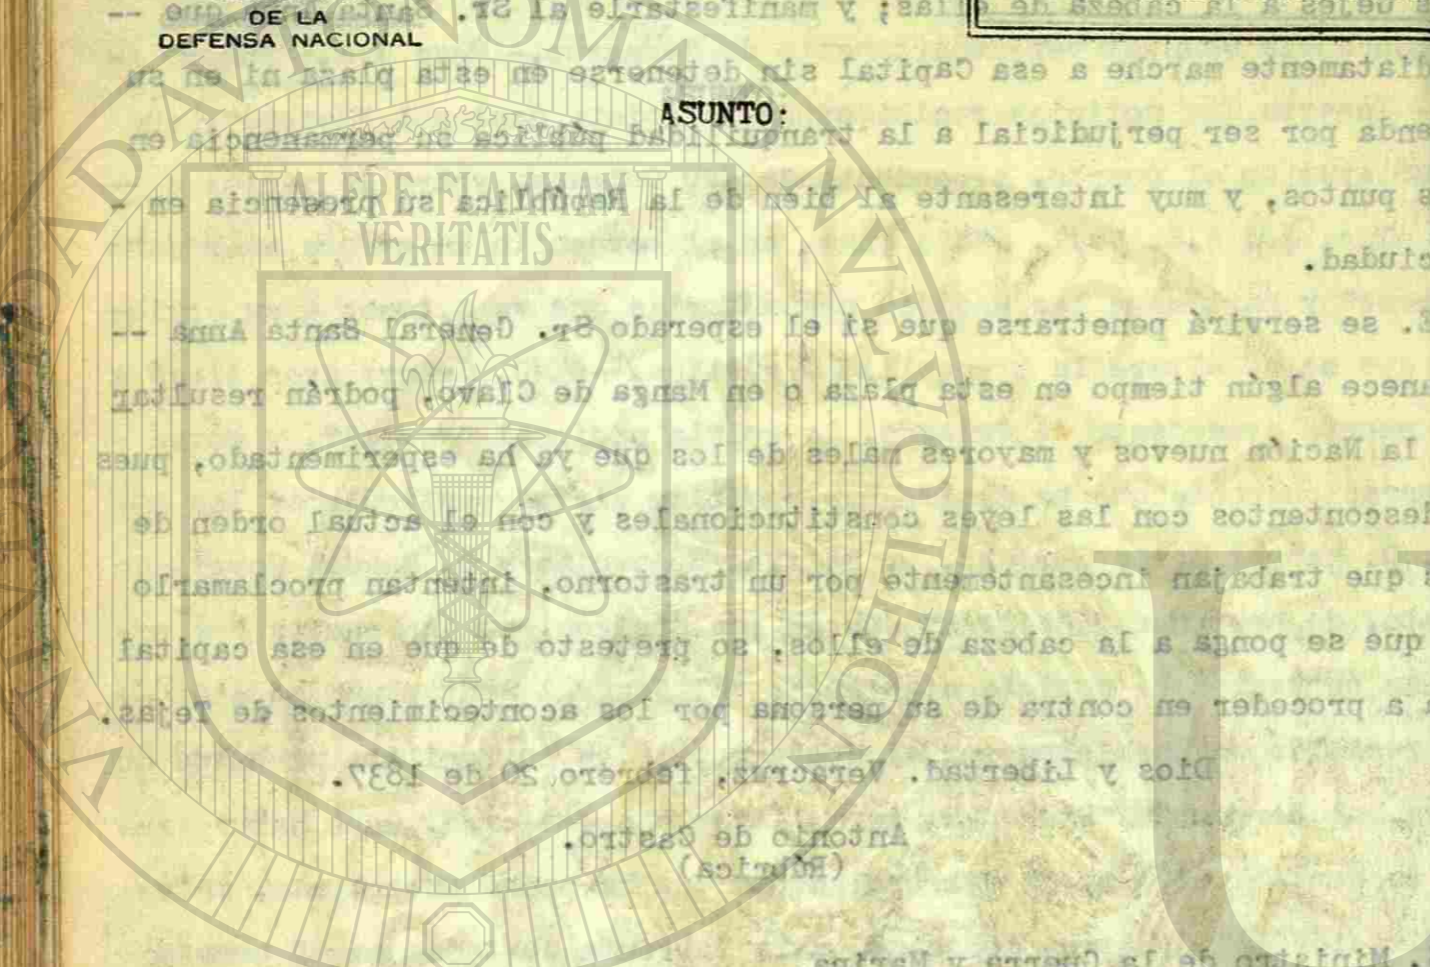 DE LA
DEFENSA NACIONAL
ASUNTO:
ALERE FLAMMAM
VERITATIS
dejes a la cabeza de ellas; y manifestarle al Sr. Santa que --
diatamente marche a esa Capital sin detenerse en esta plaza ni en su
enda por ser perjudicial a la tranquilidad pública su permanencia en
s puntos, y muy interesante al bien de la República su presencia en -
ciudad.
E. se servirá penetrarse que si el esperado Sr. General Santa Anna --
anece algún tiempo en esta plaza o en Manga de Clavo, podrán resultar
la Nación nuevos y mayores males de los que ya ha esperimentado, pues
descontentos con las leyes constitucionales y con el actual orden de
s que trabajan incesantemente por un trastorno, intentan proclamarlo
que se ponga a la cabeza de ellos, so pretesto de que en esa capital
a a proceder en contra de su persona por los acontecimientos de Tejas.
Dios y Libertad. Veracruz, febrero 20 de 1837.
Antonio de Castro.
(Rúbrica)
. Ministro de la Guerra y Marina